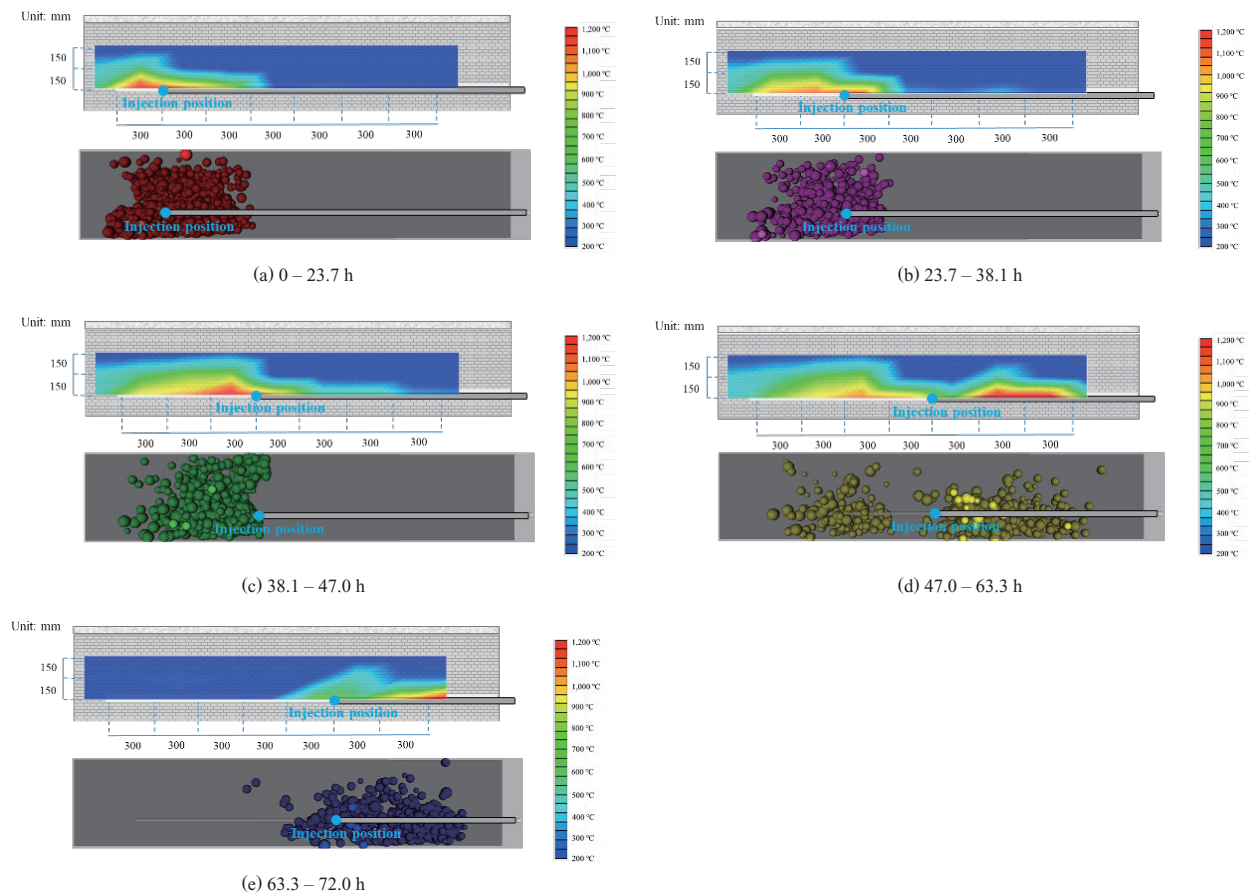 Unit: mm
150
150
Injection position
300 300 300 300 300 300 300
Injection position
1,200 ℃
1,100 ℃
1,000 ℃
900 ℃
800 ℃
700 ℃
600 ℃
500 ℃
400 ℃
300 ℃
200 ℃
(a) 0 – 23.7 h
Unit: mm
150
150
Injection position
300 300 300 300 300 300 300
Injection position
1,200 ℃
1,100 ℃
1,000 ℃
900 ℃
800 ℃
700 ℃
600 ℃
500 ℃
400 ℃
300 ℃
200 ℃
(b) 23.7 – 38.1 h
Unit: mm
150
150
Injection position
300 300 300 300 300 300 300
Injection position
1,200 ℃
1,100 ℃
1,000 ℃
900 ℃
800 ℃
700 ℃
600 ℃
500 ℃
400 ℃
300 ℃
200 ℃
(c) 38.1 – 47.0 h
Unit: mm
150
150
Injection position
300 300 300 300 300 300 300
Injection position
1,200 ℃
1,100 ℃
1,000 ℃
900 ℃
800 ℃
700 ℃
600 ℃
500 ℃
400 ℃
300 ℃
200 ℃
(d) 47.0 – 63.3 h
Unit: mm
150
150
Injection position
300 300 300 300 300 300 300
Injection position
1,200 ℃
1,100 ℃
1,000 ℃
900 ℃
800 ℃
700 ℃
600 ℃
500 ℃
400 ℃
300 ℃
200 ℃
(e) 63.3 – 72.0 h